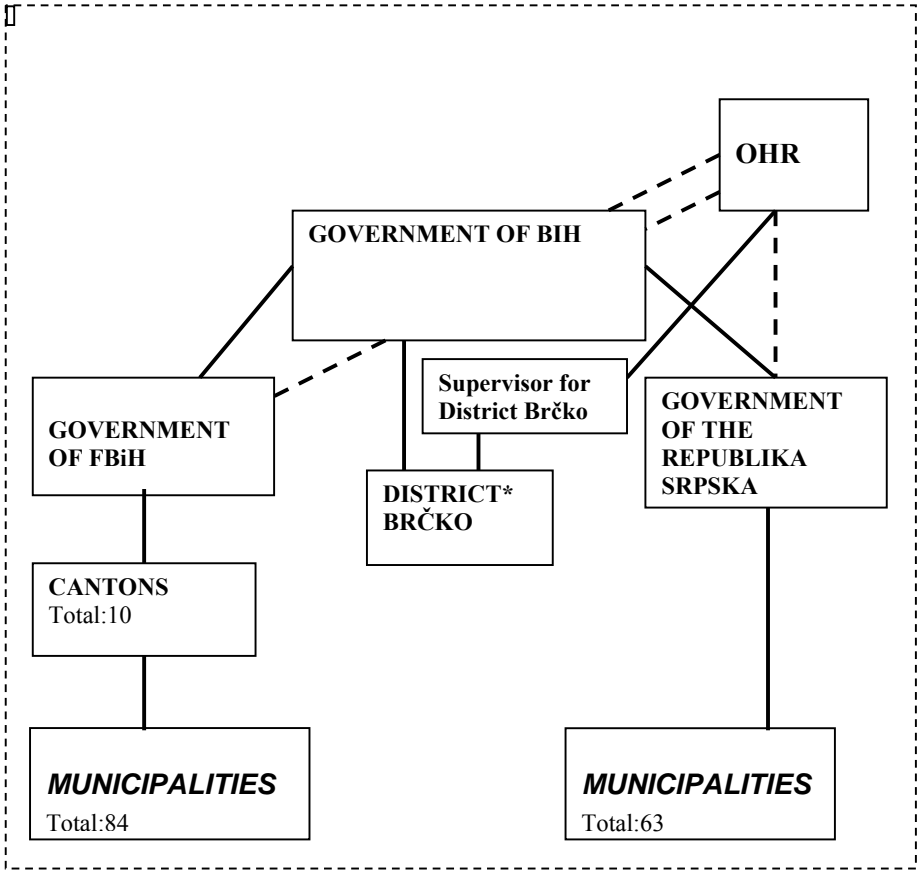 OHR
GOVERNMENT OF BIH
Supervisor for
District Brčko
GOVERNMENT
OF FBiH
GOVERNMENT
OF THE
REPUBLIKA
SRPSKA
DISTRICT*
BRČKO
CANTONS
Total:10
MUNICIPALITIES
Total:84
MUNICIPALITIES
Total:63